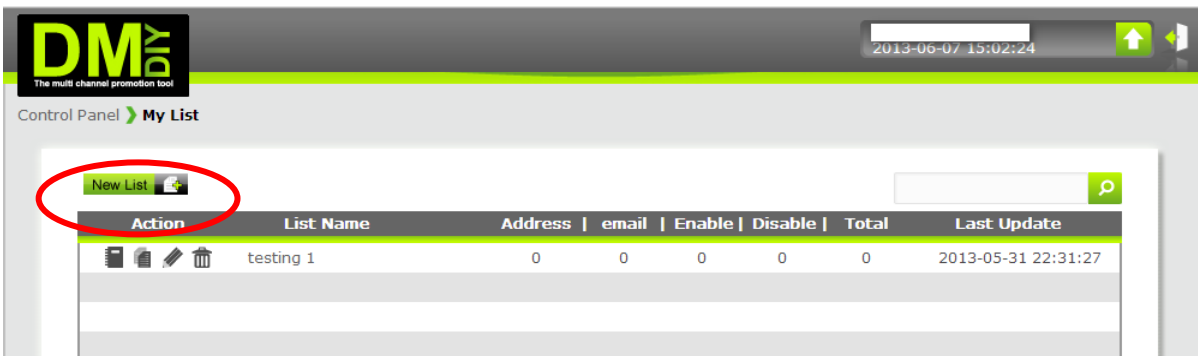 DM DIY
The multi channel promotion tool
2013-06-07 15:02:24
Control Panel ❯ My List
New List
Action List Name Address | email | Enable | Disable | Total Last Update
testing 1 0 0 0 0 0 2013-05-31 22:31:27